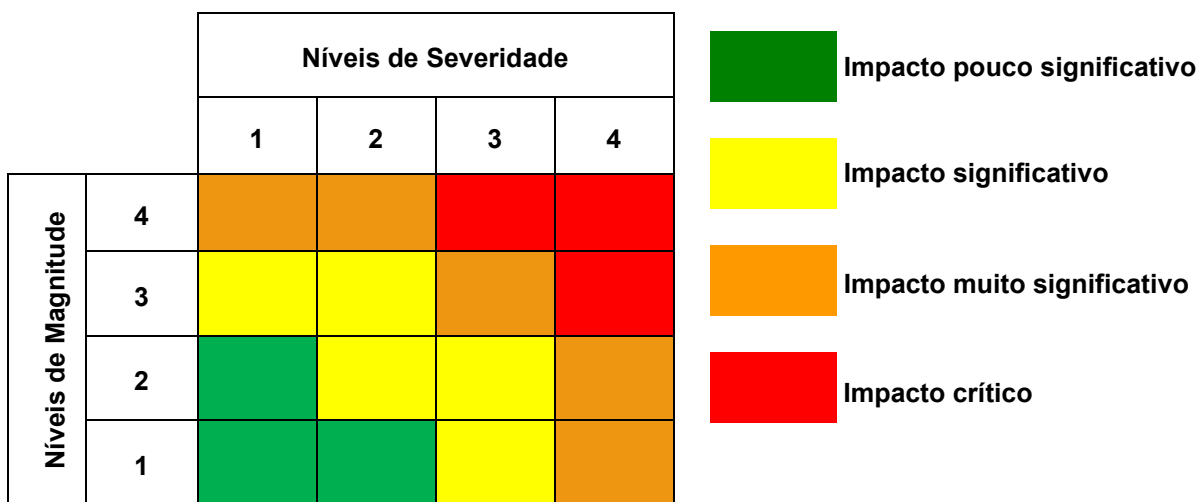 Níveis de Severidade
1 2 3 4
Níveis de Magnitude
4
3
2
1
Impacto pouco significativo
Impacto significativo
Impacto muito significativo
Impacto crítico